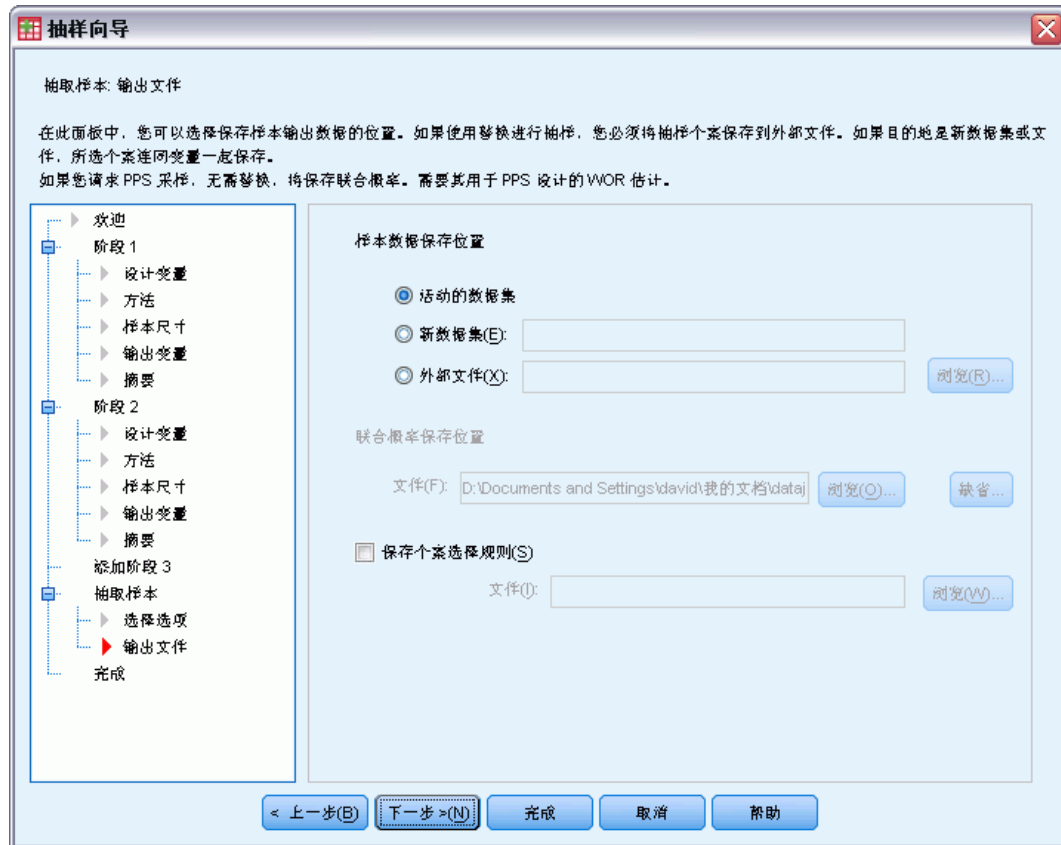 抽样向导
抽取样本: 输出文件
在此面板中，您可以选择保存样本输出数据的位置。如果使用替换进行抽样，您必须将抽样个案保存到外部文件。如果目的地是新数据集或文
件，所选个案连同变量一起保存。
如果您请求 PPS 采样，无需替换，将保存联合概率。需要其用于 PPS 设计的 WOR 估计。
欢迎
阶段 1
设计变量
方法
样本尺寸
输出变量
摘要
阶段 2
设计变量
方法
样本尺寸
输出变量
摘要
添加阶段 3
抽取样本
选择选项
输出文件
完成
样本数据保存位置
活动的数据集
新数据集(E):
外部文件(X):
浏览(R)...
联合概率保存位置
文件(F): D:\Documents and Settings\david\我的文档\dataj 浏览(O)... 缺省...
保存个案选择规则(S)
文件(I): 浏览(W)...
< 上一步(B) 下一步 >(N) 完成 取消 帮助